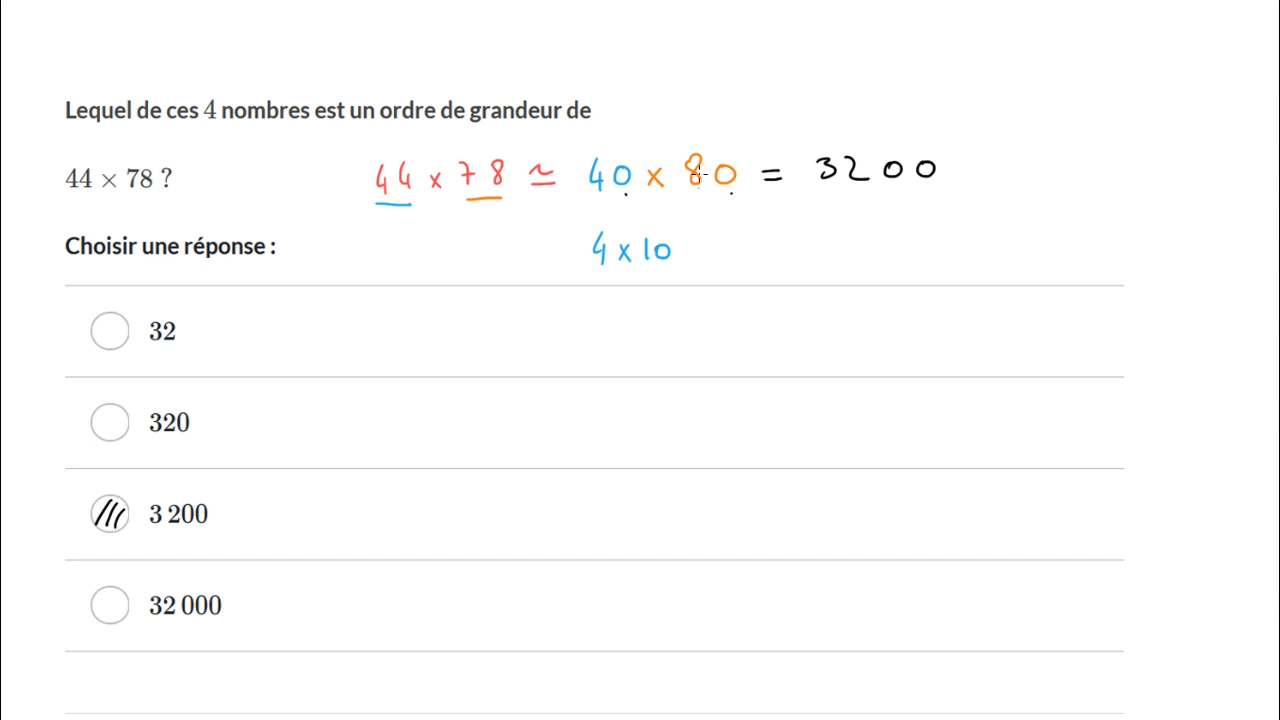 Lequel de ces 4 nombres est un ordre de grandeur de
44 × 78 ? 44 × 78 ≃ 40 × 80 = 3200
Choisir une réponse : 4 × 10
32
320
3 200
32 000